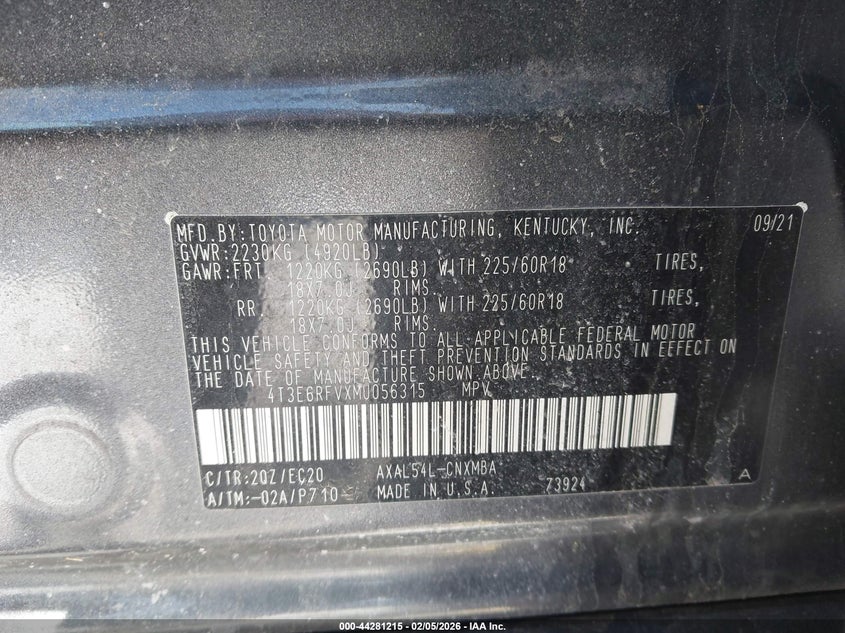 MFD.BY:TOYOTA MOTOR MANUFACTURING, KENTUCKY, INC. 09/21
GVWR:2230KG (4920LB)
GAWR:FRT. 1220KG (2690LB) WITH 225/60R18 TIRES,
18X7.0J RIMS.
RR. 1220KG (2690LB) WITH 225/60R18 TIRES,
18X7.0J RIMS.
THIS VEHICLE CONFORMS TO ALL APPLICABLE FEDERAL MOTOR
VEHICLE SAFETY AND THEFT PREVENTION STANDARDS IN EFFECT ON
THE DATE OF MANUFACTURE SHOWN ABOVE.
4T3E6RFVXMU056315 MPV
C/TR:2QZ/EC20 AXAL54L-CNXMBA
A/TM:-02A/P710 MADE IN U.S.A. 73924 A
000-44281215 - 02/05/2026 - IAA Inc.